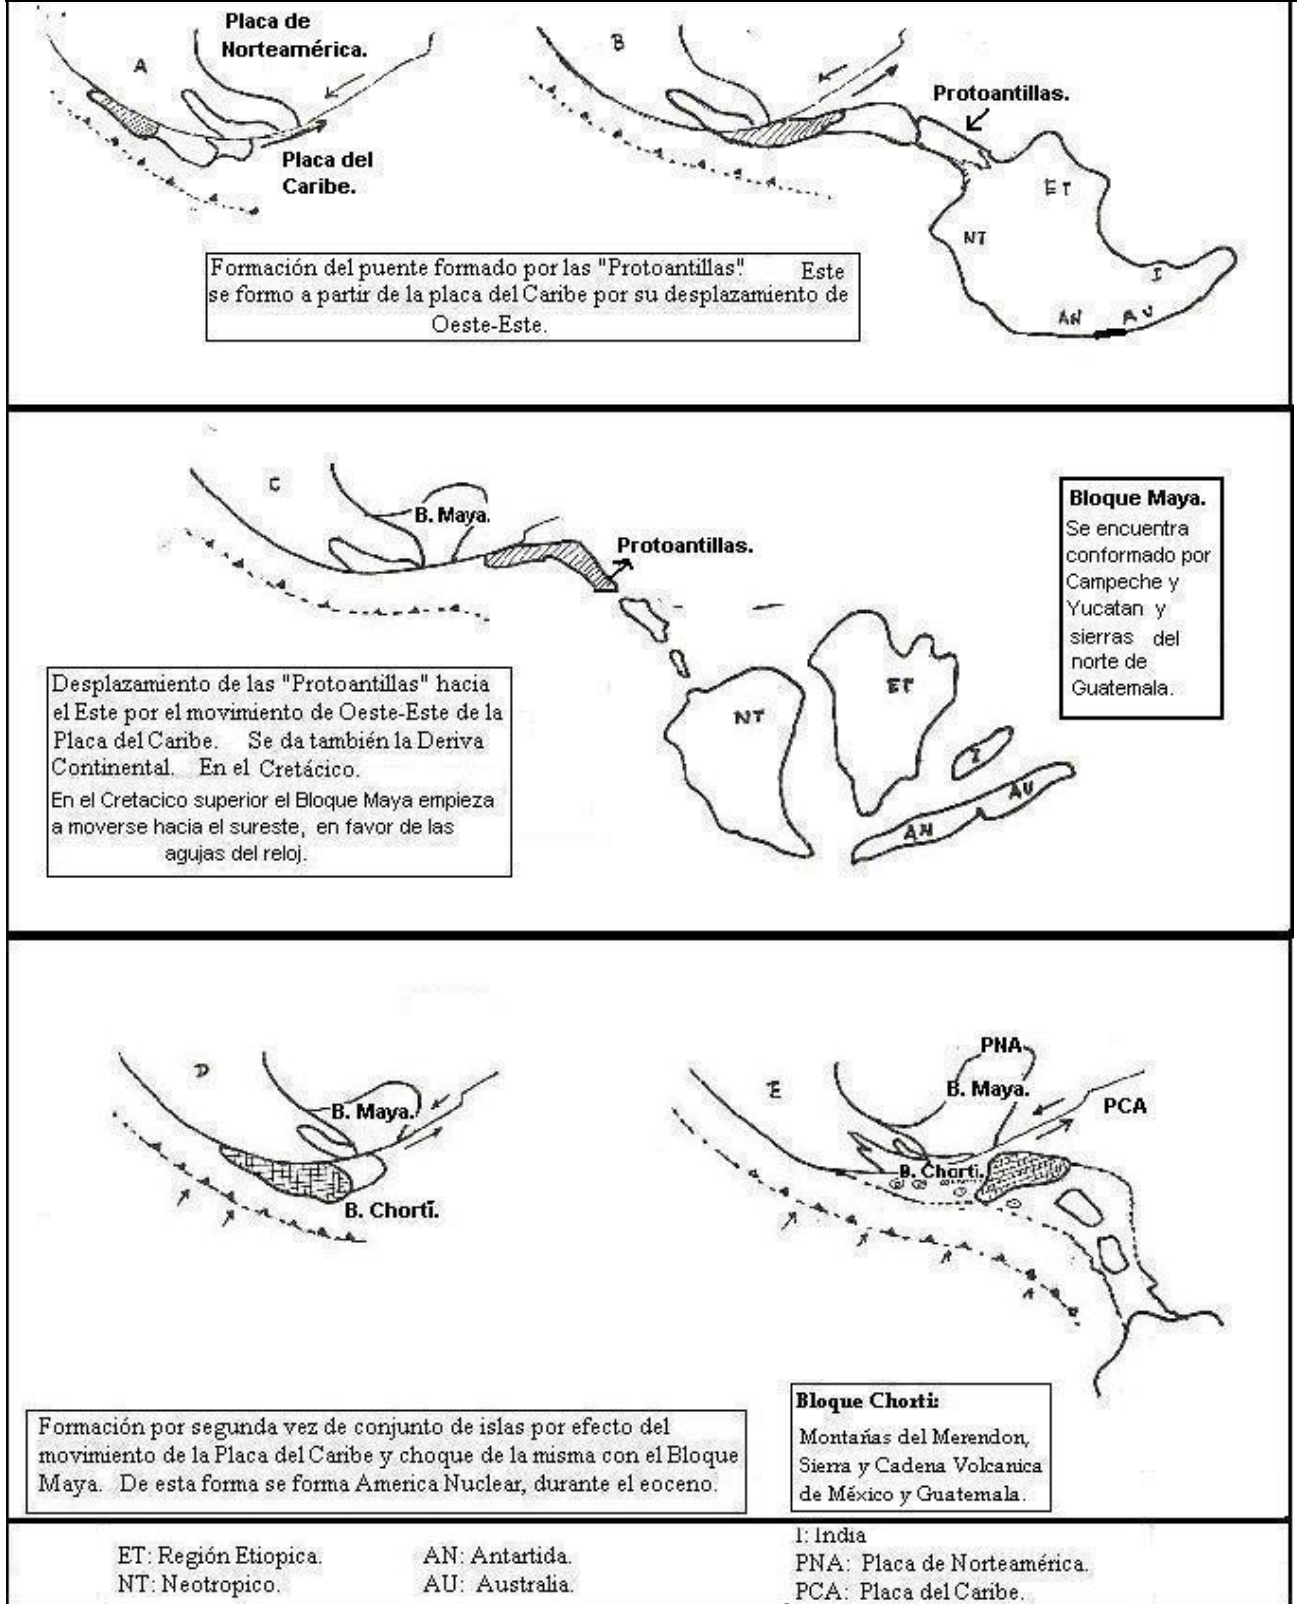 Placa de
Norteamérica.
A
Placa del
Caribe.
B
Protoantillas.
ET
NT
I
AN
AU
Formación del puente formado por las "Protoantillas". Este
se formo a partir de la placa del Caribe por su desplazamiento de
Oeste-Este.
C
B. Maya.
Protoantillas.
NT
ET
I
AN
AU
Bloque Maya.
Se encuentra
conformado por
Campeche y
Yucatan y
sierras del
norte de
Guatemala.
Desplazamiento de las "Protoantillas" hacia
el Este por el movimiento de Oeste-Este de la
Placa del Caribe. Se da también la Deriva
Continental. En el Cretácico.
En el Cretacico superior el Bloque Maya empieza
a moverse hacia el sureste, en favor de las
agujas del reloj.
D
B. Maya.
B. Chortí.
E
PNA
B. Maya.
PCA
B. Chorti.
Formación por segunda vez de conjunto de islas por efecto del
movimiento de la Placa del Caribe y choque de la misma con el Bloque
Maya. De esta forma se forma America Nuclear, durante el eoceno.
Bloque Chorti:
Montañas del Merendon,
Sierra y Cadena Volcanica
de México y Guatemala.
ET: Región Etiopica.
NT: Neotropico.
AN: Antartida.
AU: Australia.
I: India
PNA: Placa de Norteamérica.
PCA: Placa del Caribe.